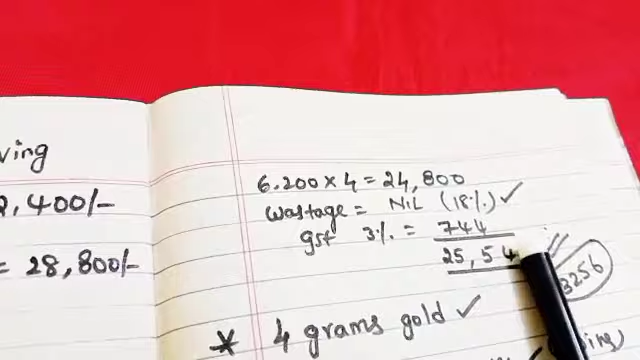 ving
2,400/-
= 28,800/-
6.200 x 4 = 24,800
Wastage = NIL (18%) ✓
gst 3% = 744
25,54
3256
* 4 grams gold ✓